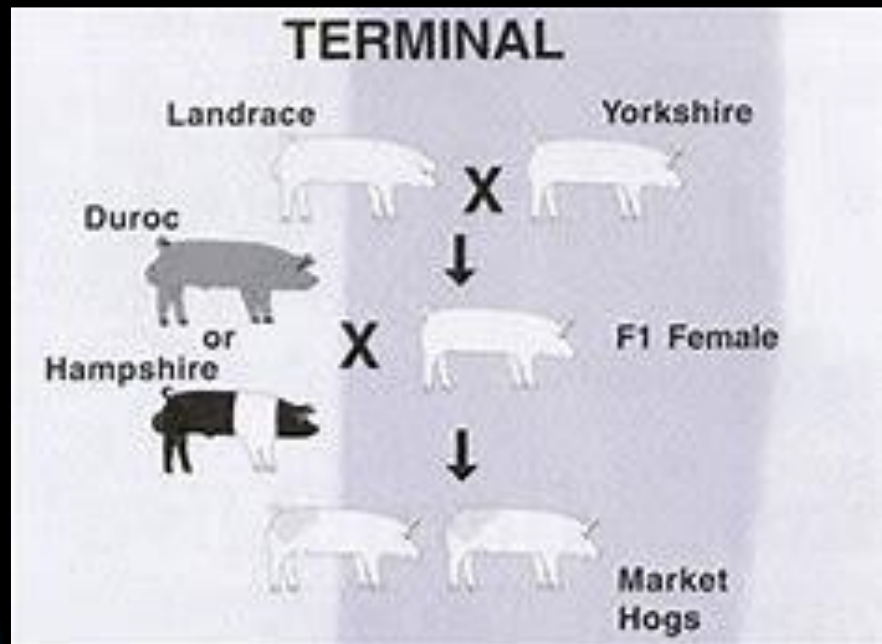 TERMINAL
Landrace
Yorkshire
X
Duroc
or
Hampshire
X
F1 Female
Market
Hogs